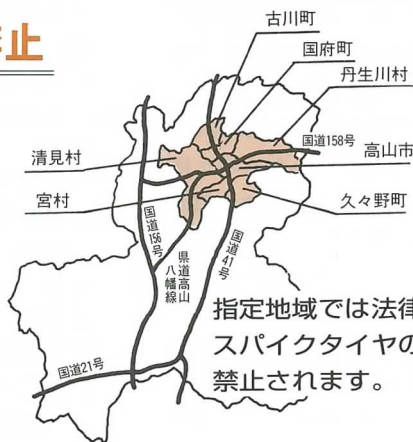 止
古川町
国府町
丹生川村
国道158号
清見村
高山市
宮村
久々野町
国道156号
県道高山
八幡線
国道41号
国道21号
指定地域では法律
スパイクタイヤの
禁止されます。